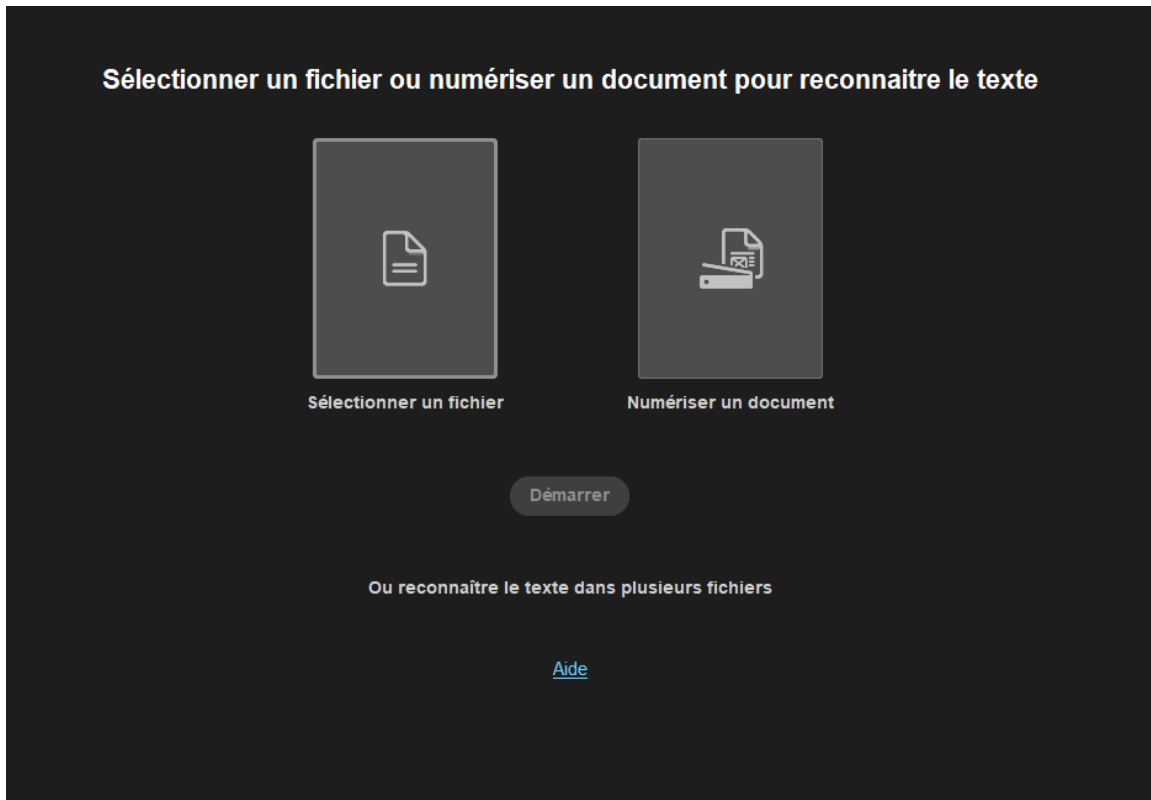 Sélectionner un fichier ou numériser un document pour reconnaitre le texte
Sélectionner un fichier
Numériser un document
Démarrer
Ou reconnaître le texte dans plusieurs fichiers
Aide